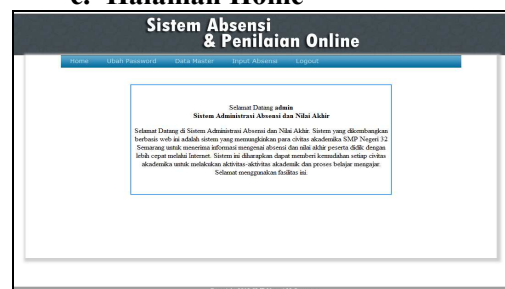 c. Halaman Home
Sistem Absensi
& Penilaian Online
Home Ubah Password Data Master Input Absensi Logout
Selamat Datang admin
Sistem Administrasi Absensi dan Nilai Akhir
Selamat Datang di Sistem Administrasi Absensi dan Nilai Akhir. Sistem yang dikembangkan
berbasis web ini adalah sistem yang memungkinkan para civitas akademika SMP Negeri 32
Semarang untuk menerima informasi mengenai absensi dan nilai akhir peserta didik dengan
lebih cepat melalui Internet. Sistem ini diharapkan dapat memberi kemudahan setiap civitas
akademika untuk melakukan aktivitas-aktivitas akademik dan proses belajar mengajar.
Selamat menggunakan fasilitas ini.